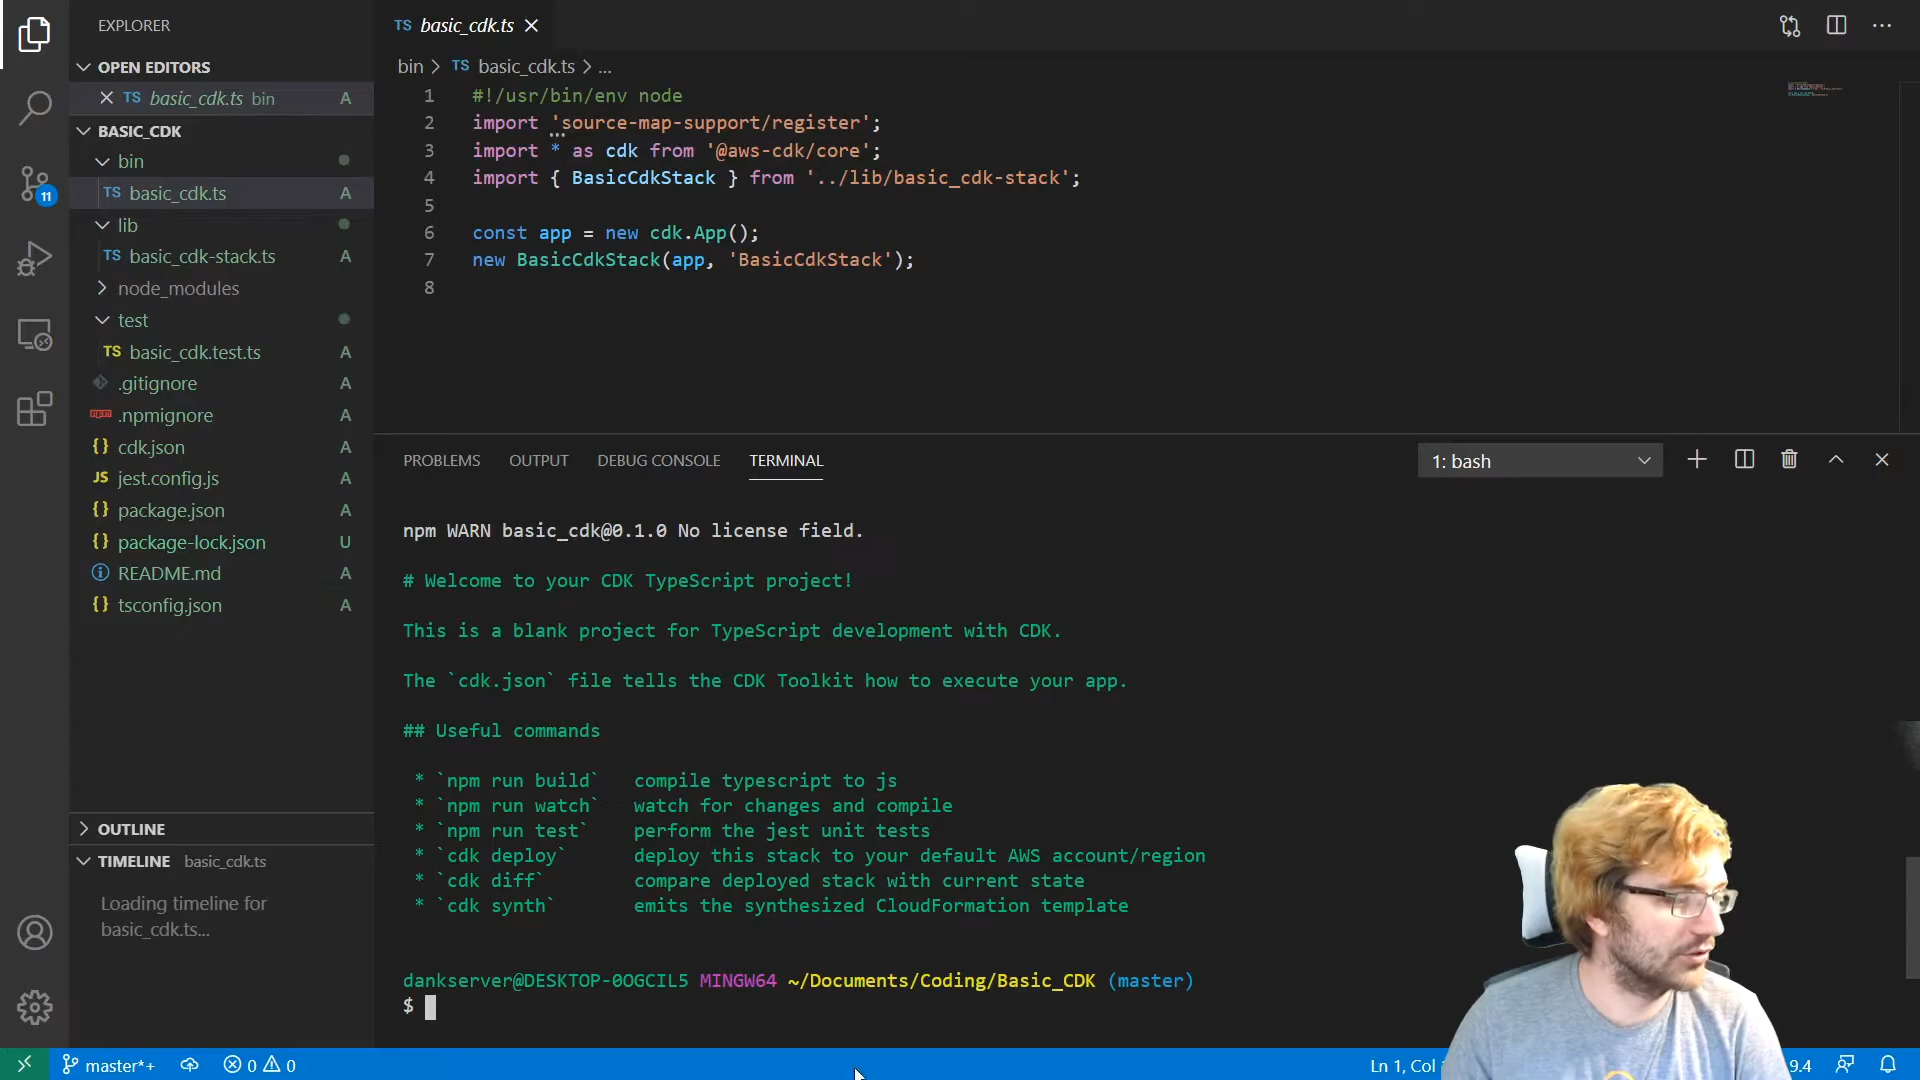 EXPLORER
OPEN EDITORS
TS basic_cdk.ts bin A
BASIC_CDK
bin
TS basic_cdk.ts A
lib
TS basic_cdk-stack.ts A
node_modules
test
TS basic_cdk.test.ts A
.gitignore A
.npmignore A
{} cdk.json A
JS jest.config.js A
{} package.json A
{} package-lock.json U
README.md A
{} tsconfig.json A
OUTLINE
TIMELINE basic_cdk.ts
Loading timeline for
basic_cdk.ts...
11
TS basic_cdk.ts
bin > TS basic_cdk.ts > ...
1 #!/usr/bin/env node
2 import 'source-map-support/register';
3 import * as cdk from '@aws-cdk/core';
4 import { BasicCdkStack } from '../lib/basic_cdk-stack';
5
6 const app = new cdk.App();
7 new BasicCdkStack(app, 'BasicCdkStack');
8
PROBLEMS OUTPUT DEBUG CONSOLE TERMINAL 1: bash
npm WARN basic_cdk@0.1.0 No license field.
# Welcome to your CDK TypeScript project!
This is a blank project for TypeScript development with CDK.
The `cdk.json` file tells the CDK Toolkit how to execute your app.
## Useful commands
* `npm run build` compile typescript to js
* `npm run watch` watch for changes and compile
* `npm run test` perform the jest unit tests
* `cdk deploy` deploy this stack to your default AWS account/region
* `cdk diff` compare deployed stack with current state
* `cdk synth` emits the synthesized CloudFormation template
dankserver@DESKTOP-0OGCIL5 MINGW64 ~/Documents/Coding/Basic_CDK (master)
$
master*+ 0 0 Ln 1, Col 9.4